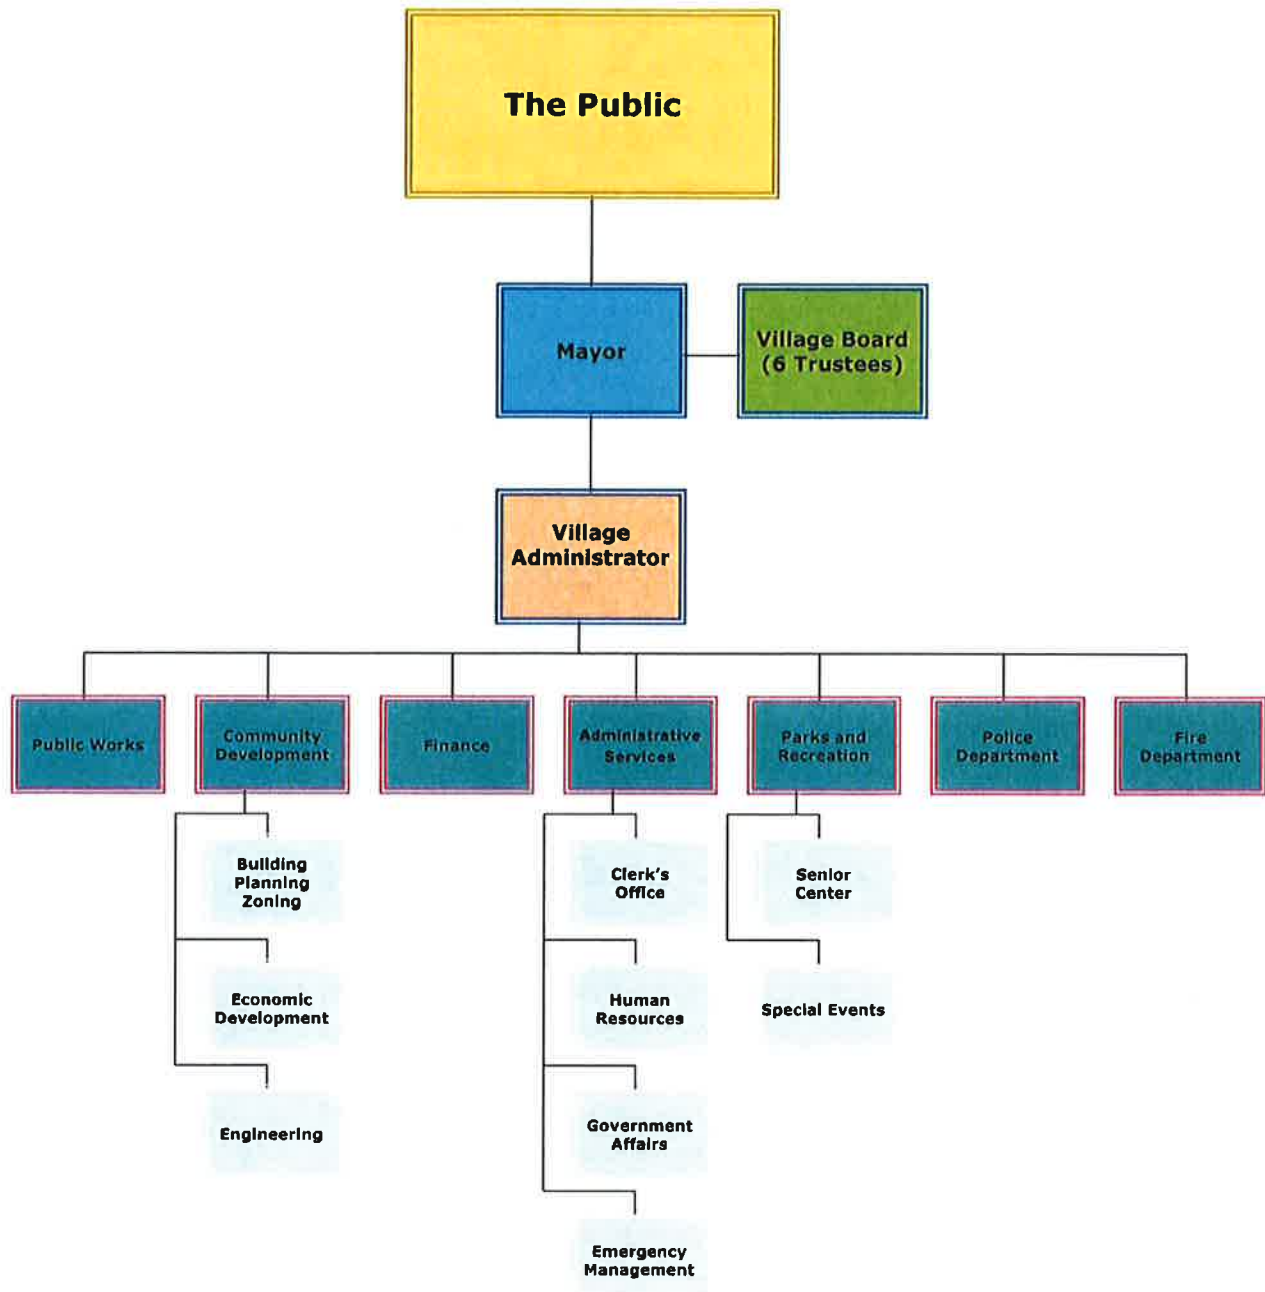 The Public
Mayor
Village Board
(6 Trustees)
Village
Administrator
Public Works
Community
Development
Finance
Administrative
Services
Parks and
Recreation
Police
Department
Fire
Department
Building
Planning
Zoning
Economic
Development
Engineering
Clerk's
Office
Human
Resources
Government
Affairs
Emergency
Management
Senior
Center
Special Events